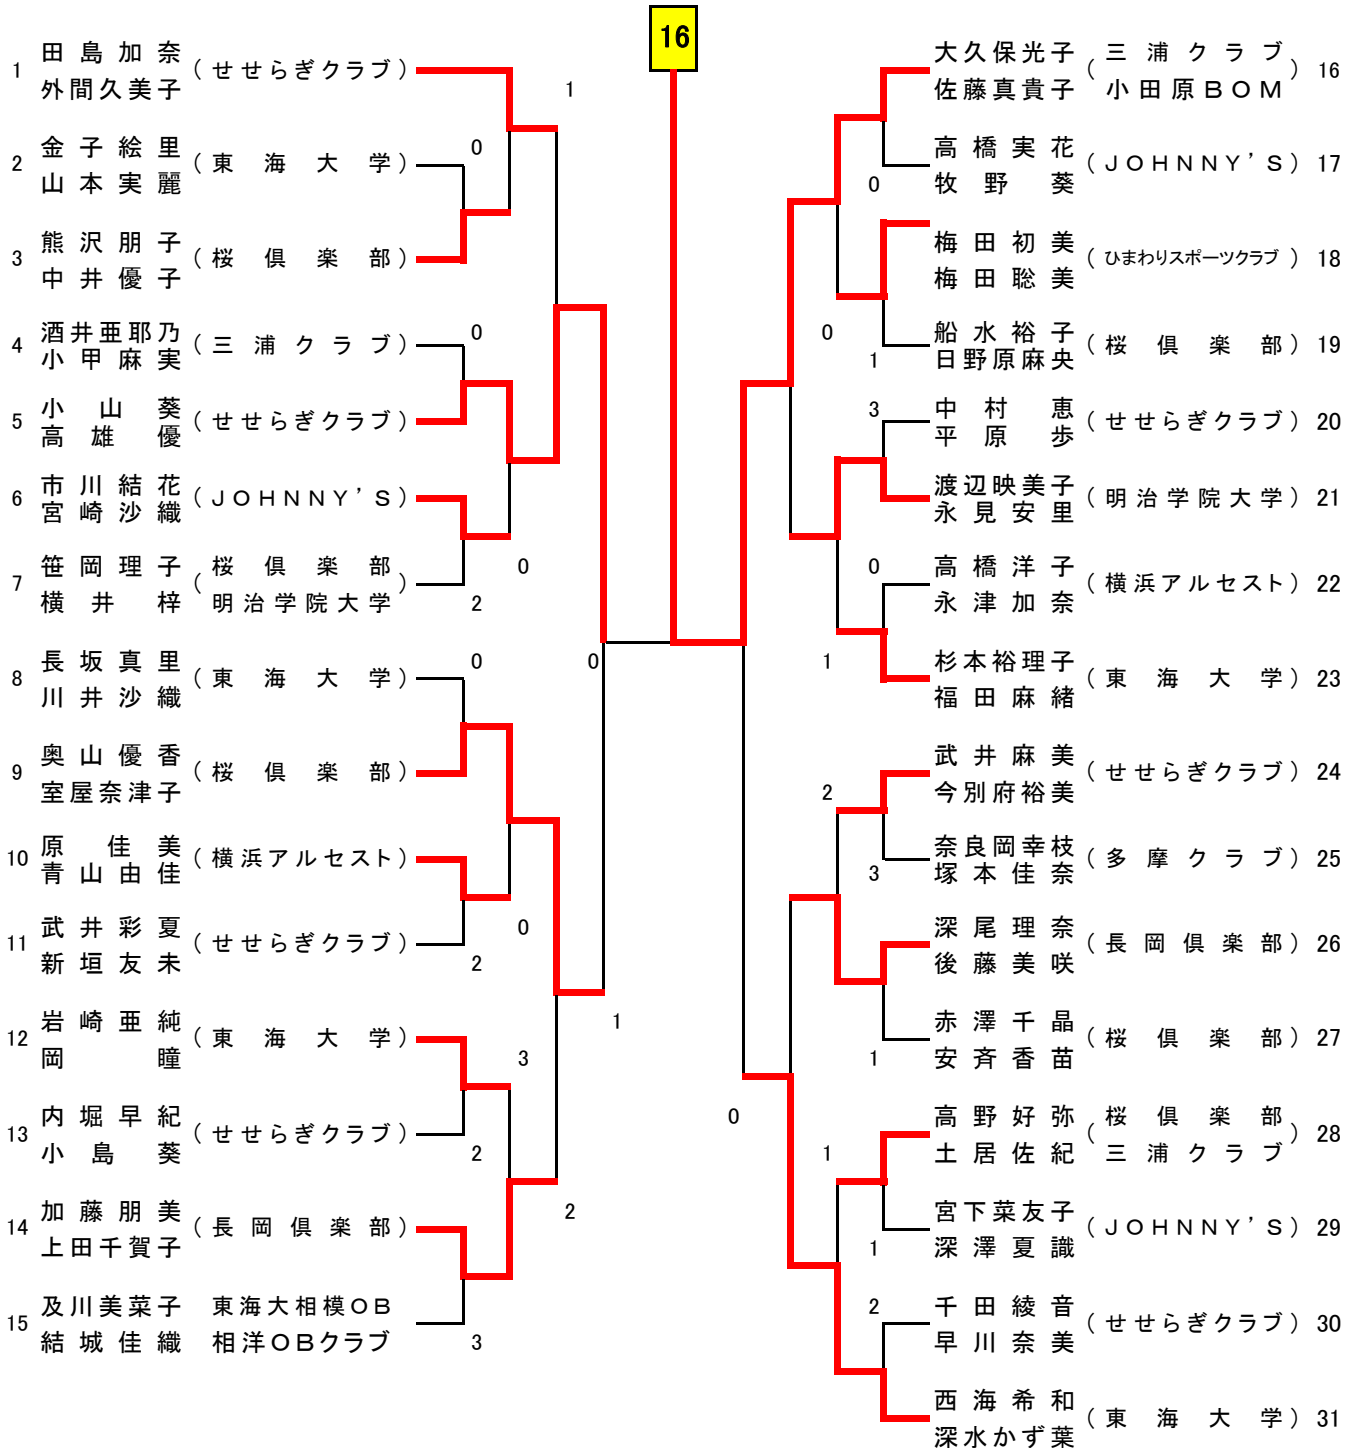 16
1 田島加奈 (せせらぎクラブ)
外間久美子
1
2 金子絵里 (東海大学)
山本実麗
0
3 熊沢朋子 (桜倶楽部)
中井優子
4 酒井亜耶乃 (三浦クラブ)
小甲麻実
0
5 小山葵 (せせらぎクラブ)
高雄優
6 市川結花 (JOHNNY'S)
宮崎沙織
0
7 笹岡理子 (桜倶楽部
横井梓 明治学院大学
2
8 長坂真里 (東海大学)
川井沙織
0
0
9 奥山優香 (桜倶楽部)
室屋奈津子
10 原佳美 (横浜アルセスト)
青山由佳
0
11 武井彩夏 (せせらぎクラブ)
新垣友未
2
1
12 岩崎亜純 (東海大学)
岡瞳
3
13 内堀早紀 (せせらぎクラブ)
小島葵
2
14 加藤朋美 (長岡倶楽部)
上田千賀子
2
15 及川美菜子 東海大相模OB
結城佳織 相洋OBクラブ
3
大久保光子 (三浦クラブ) 16
佐藤真貴子 小田原BOM
高橋実花 (JOHNNY'S) 17
牧野葵
0
梅田初美 (ひまわりスポーツクラブ) 18
梅田聡美
0
船水裕子 (桜倶楽部) 19
日野原麻央
1
3
中村恵 (せせらぎクラブ) 20
平原歩
渡辺映美子 (明治学院大学) 21
永見安里
0
高橋洋子 (横浜アルセスト) 22
永津加奈
1
杉本裕理子 (東海大学) 23
福田麻緒
武井麻美 (せせらぎクラブ) 24
今別府裕美
2
奈良岡幸枝 (多摩クラブ) 25
塚本佳奈
3
深尾理奈 (長岡倶楽部) 26
後藤美咲
赤澤千晶 (桜倶楽部) 27
安斉香苗
1
0
高野好弥 (桜倶楽部) 28
土居佐紀 三浦クラブ
1
宮下菜友子 (JOHNNY'S) 29
深澤夏識
1
2
千田綾音 (せせらぎクラブ) 30
早川奈美
西海希和 (東海大学) 31
深水かず葉